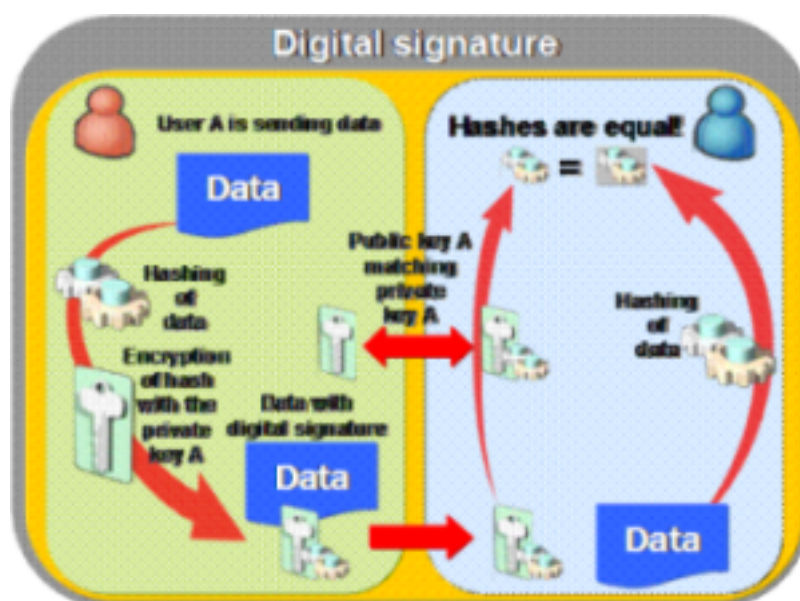 Digital signature
User A is sending data
Data
Hashing
of
data
Encryption
of hash
with the
private
key A
Data with
digital signature
Data
Public key A
matching
private
key A
Hashes are equal!
=
Hashing
of
data
Data